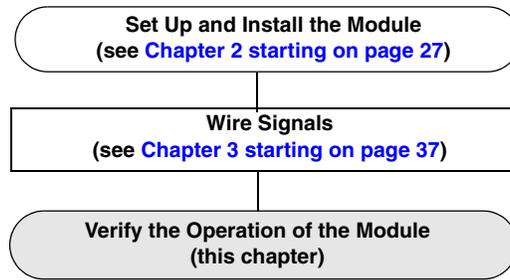 Set Up and Install the Module
(see Chapter 2 starting on page 27)
Wire Signals
(see Chapter 3 starting on page 37)
Verify the Operation of the Module
(this chapter)